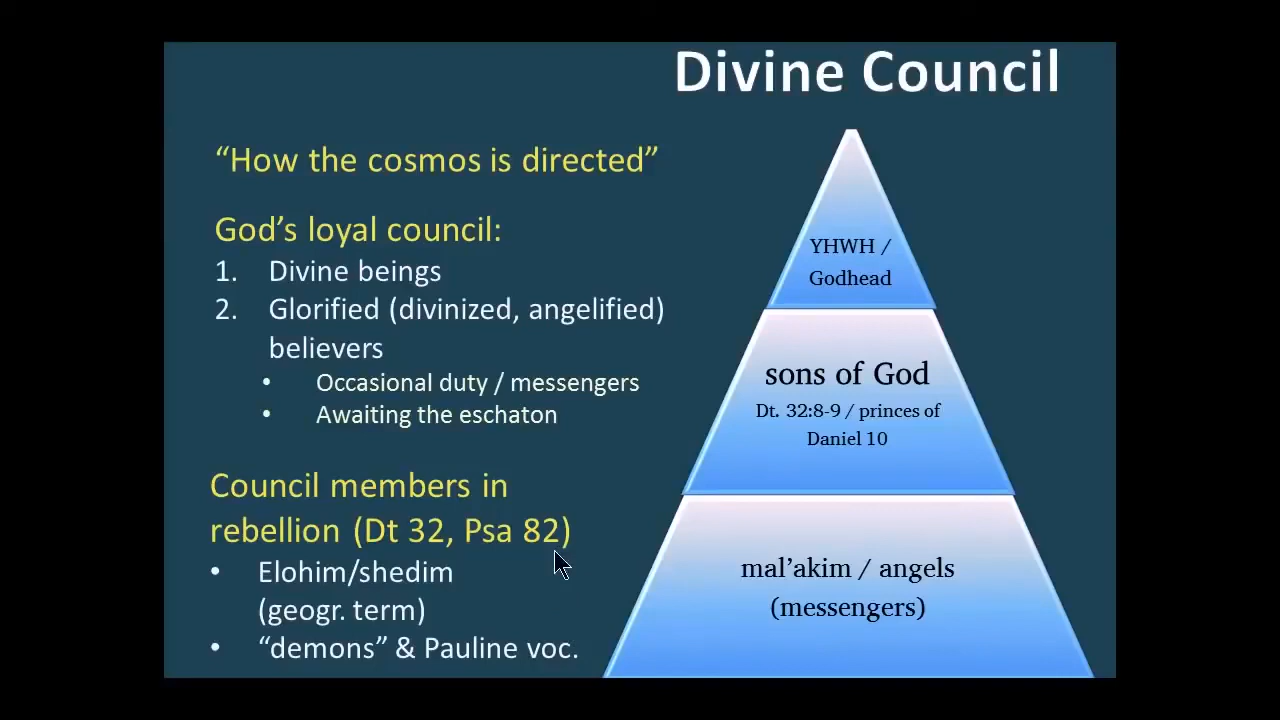 Divine Council
“How the cosmos is directed”
God’s loyal council:
1. Divine beings
2. Glorified (divinized, angelified)
believers
• Occasional duty / messengers
• Awaiting the eschaton
Council members in
rebellion (Dt 32, Psa 82)
• Elohim/shedim
(geogr. term)
• “demons” & Pauline voc.
YHWH /
Godhead
sons of God
Dt. 32:8-9 / princes of
Daniel 10
mal’akim / angels
(messengers)